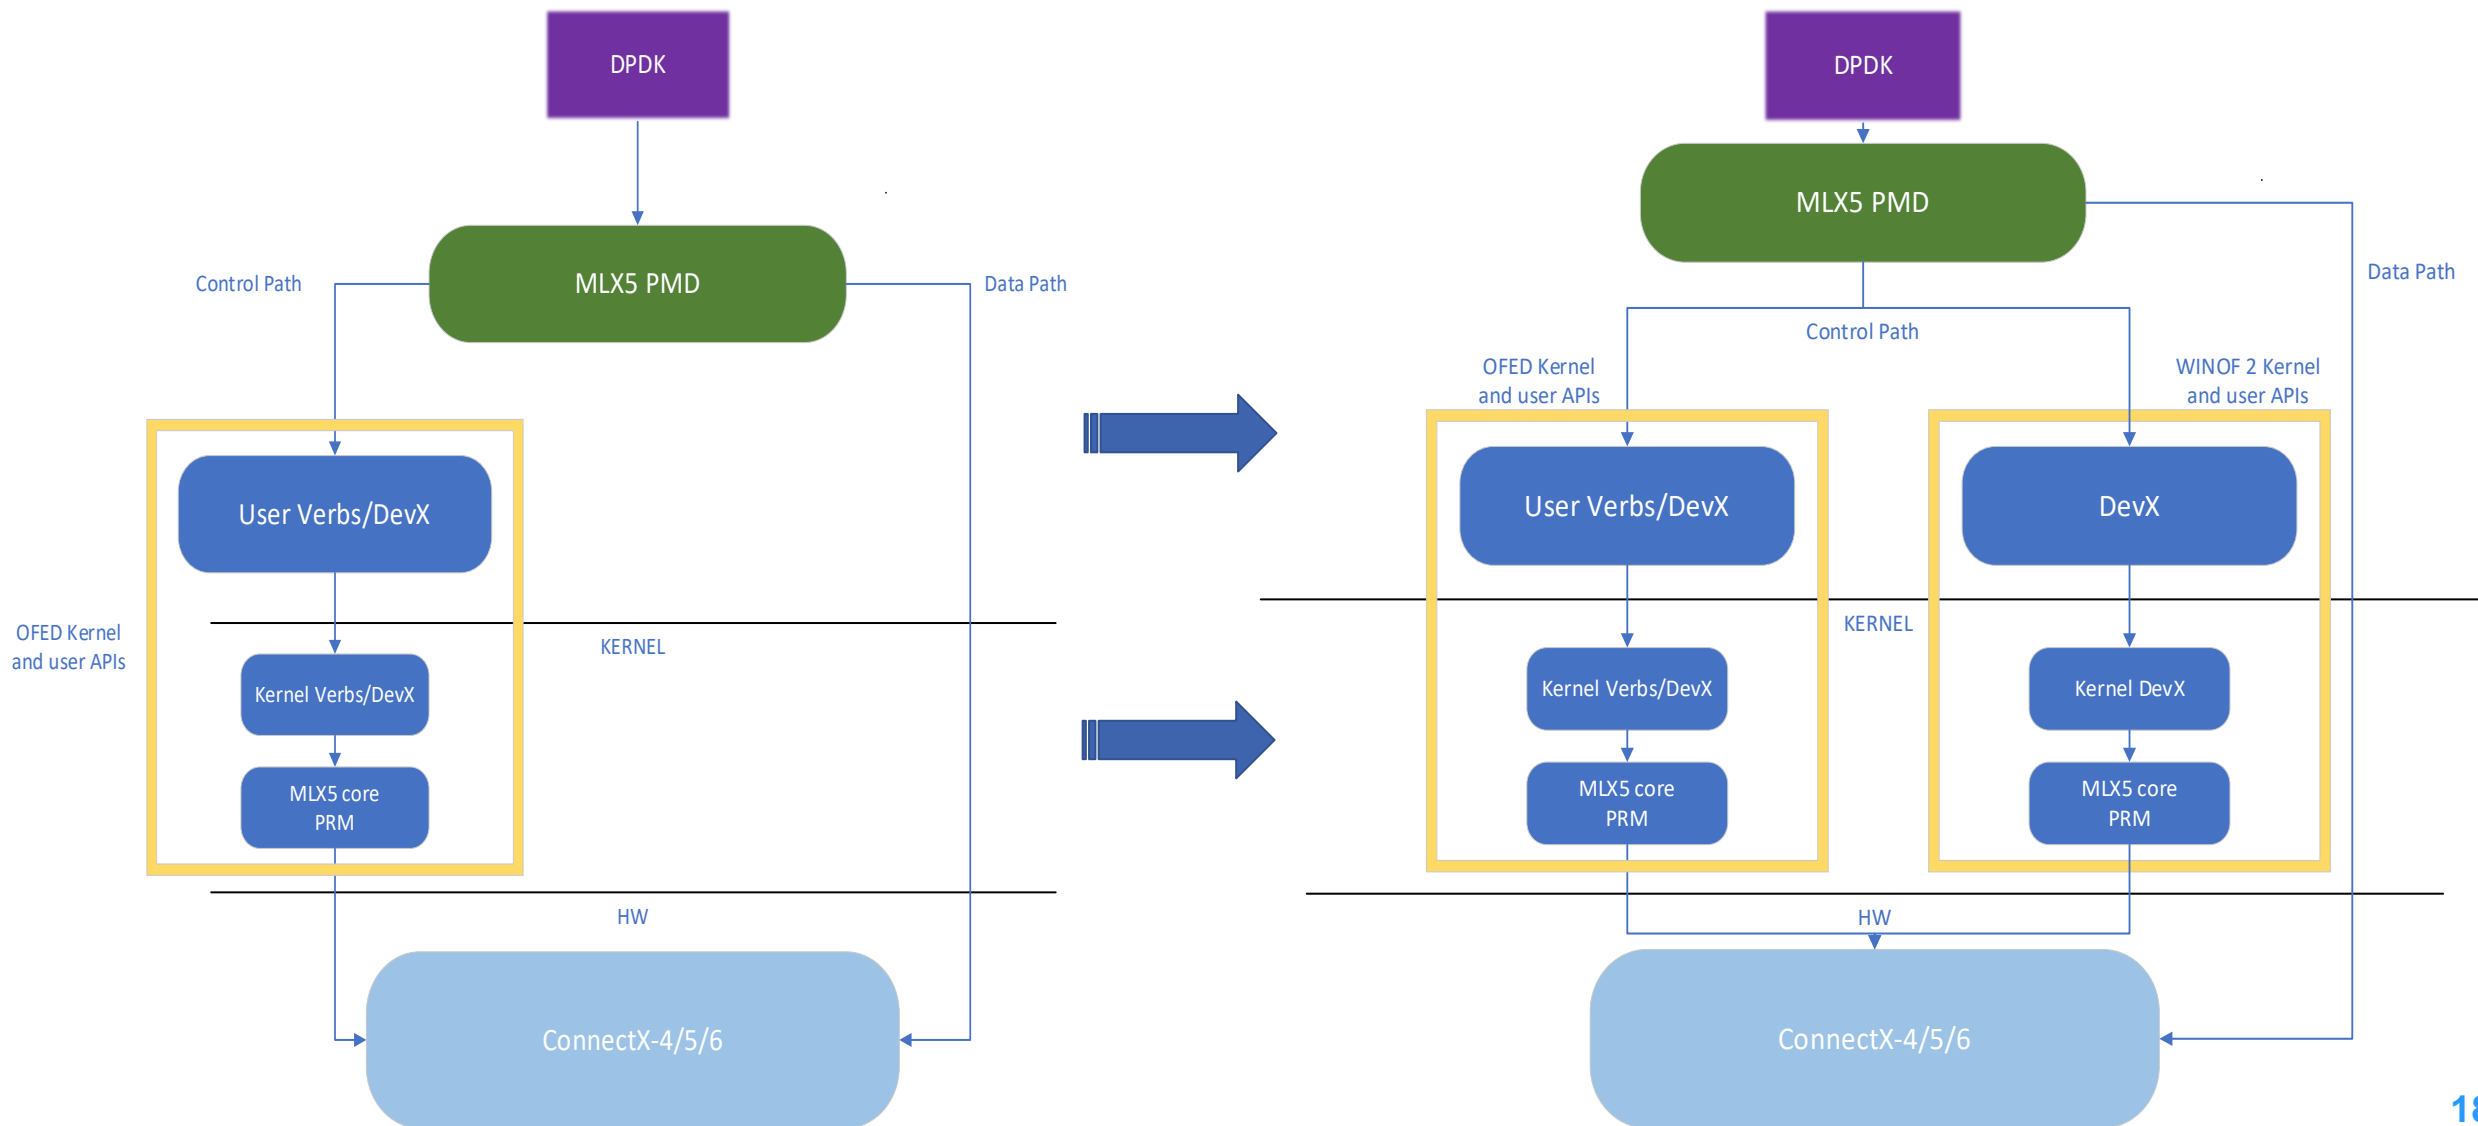 DPDK
MLX5 PMD
Control Path
Data Path
User Verbs/DevX
OFED Kernel
and user APIs
KERNEL
Kernel Verbs/DevX
MLX5 core
PRM
HW
ConnectX-4/5/6
DPDK
MLX5 PMD
Data Path
Control Path
OFED Kernel
and user APIs
WINOF 2 Kernel
and user APIs
User Verbs/DevX
DevX
KERNEL
Kernel Verbs/DevX
Kernel DevX
MLX5 core
PRM
MLX5 core
PRM
HW
ConnectX-4/5/6
18